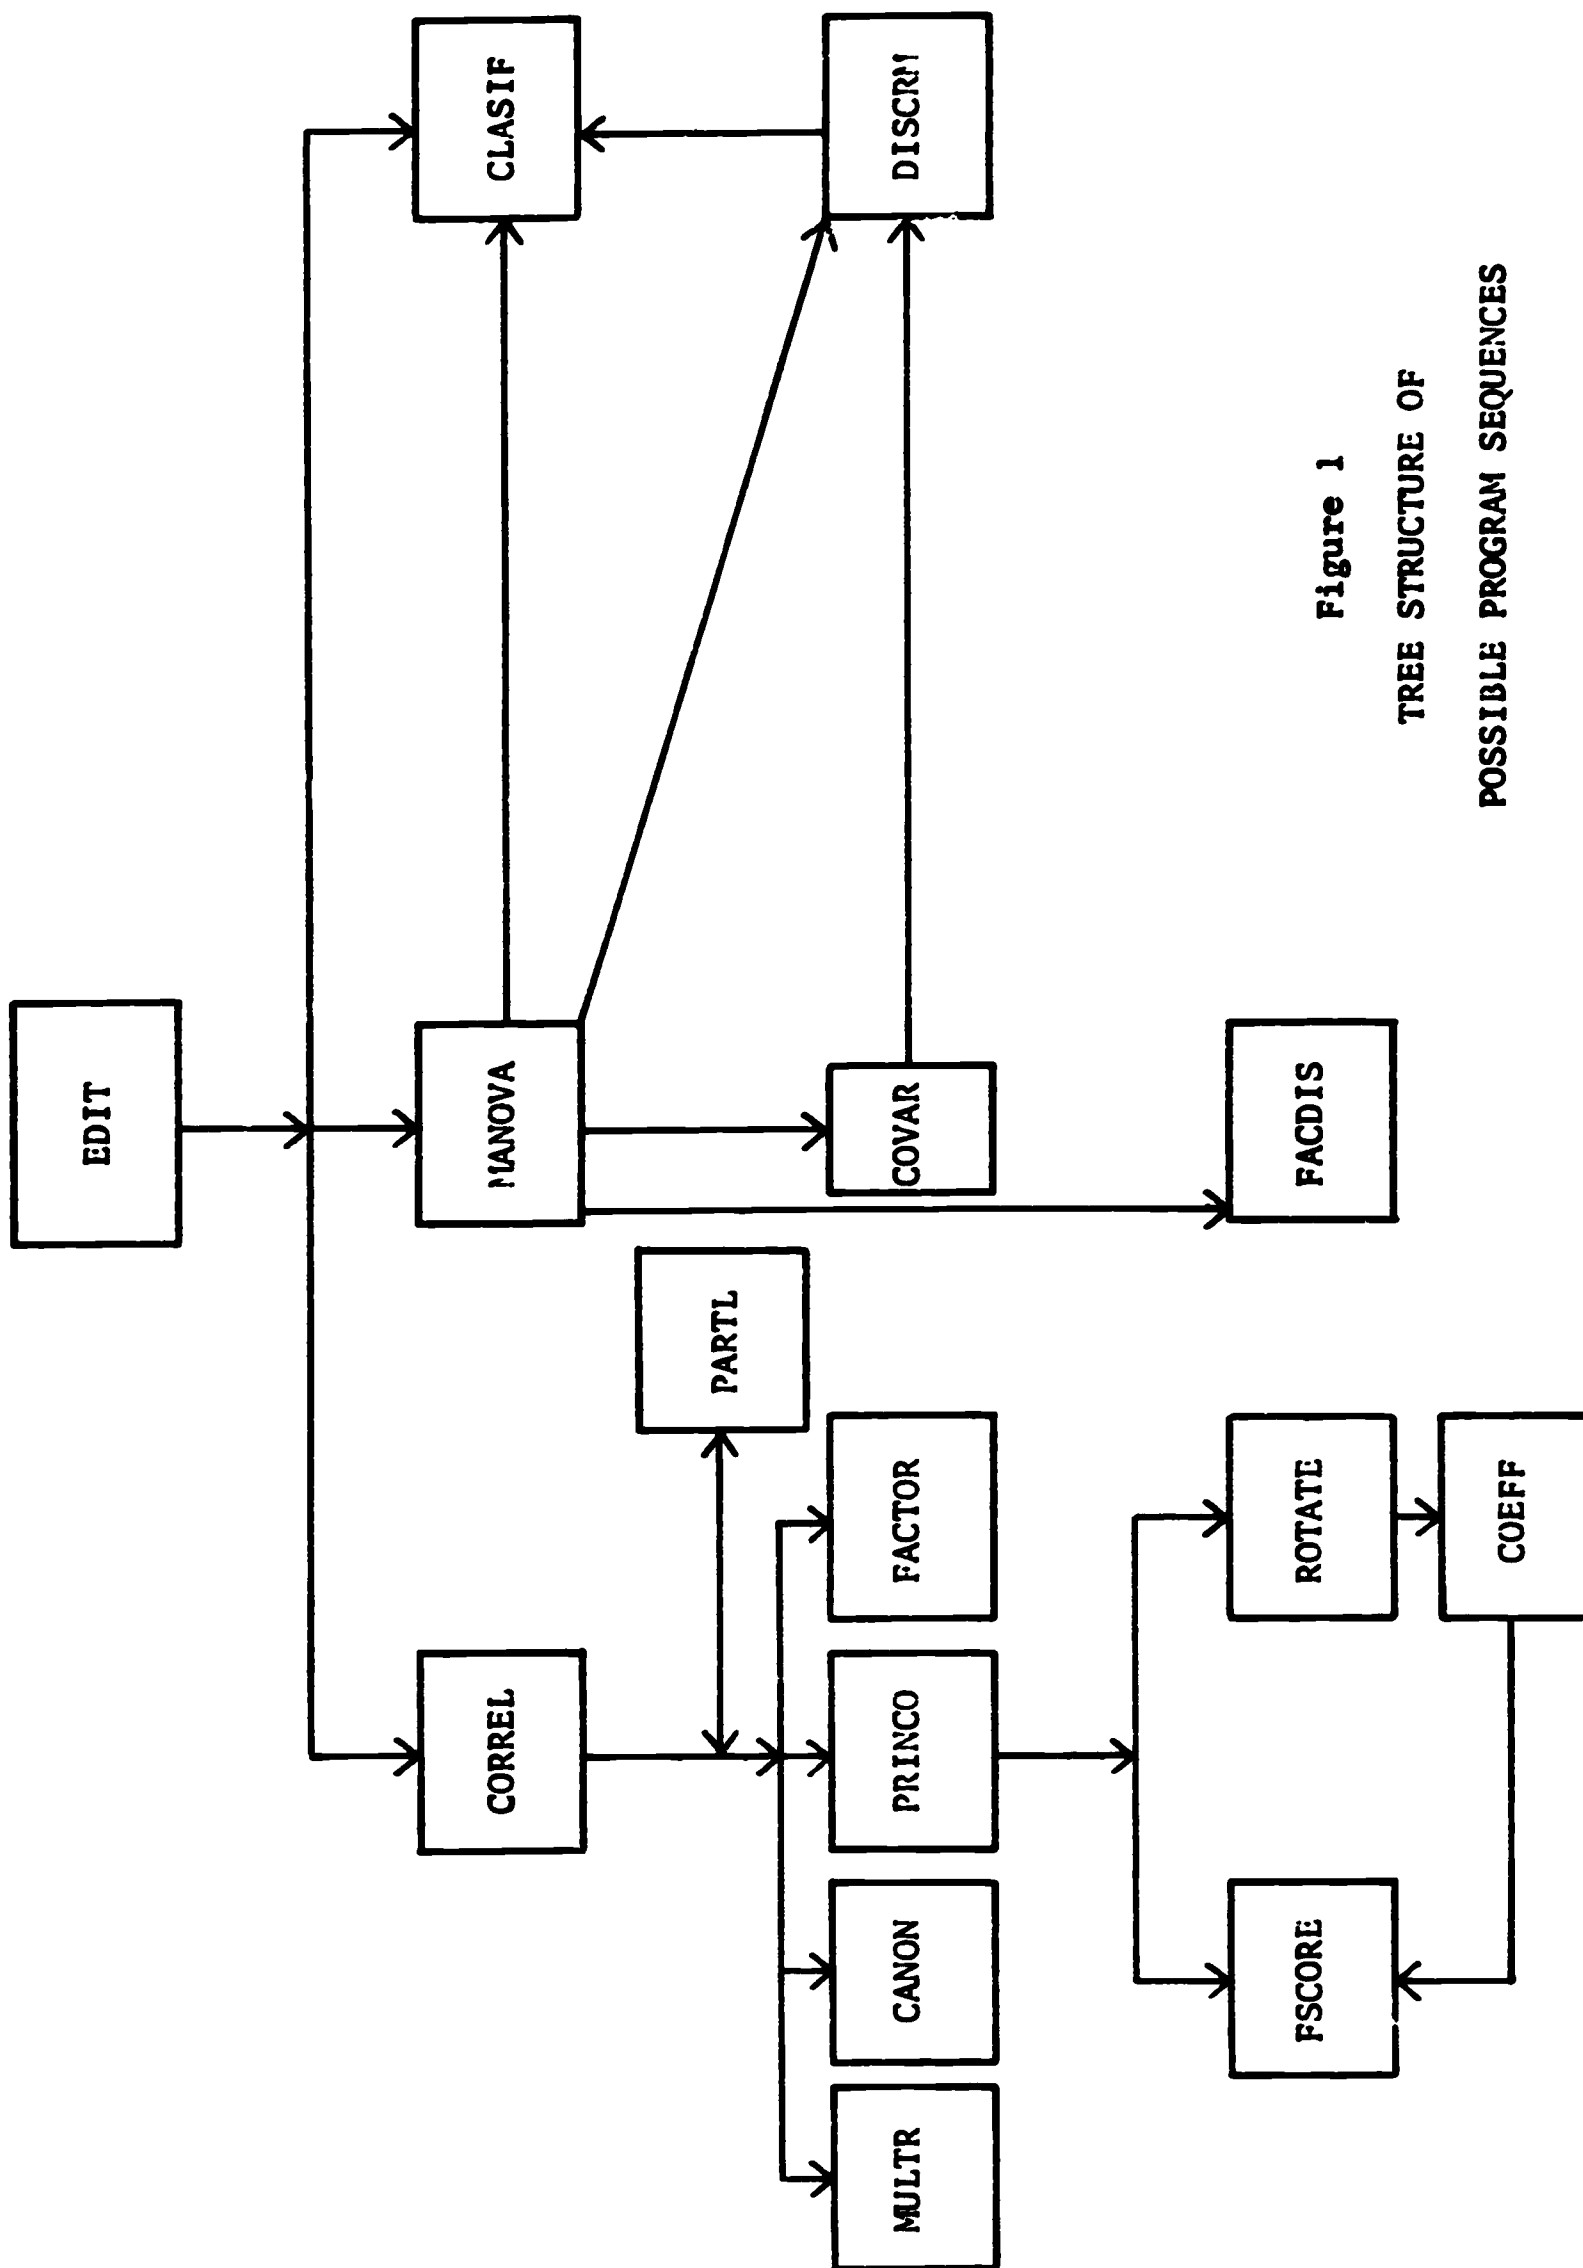 EDIT
CORREL
MANOVA
CLASIF
PARTL
MULTR
CANON
PRINCO
FACTOR
COVAR
DISCRM
FSCORE
ROTATE
FACDIS
COEFF
Figure 1
TREE STRUCTURE OF
POSSIBLE PROGRAM SEQUENCES